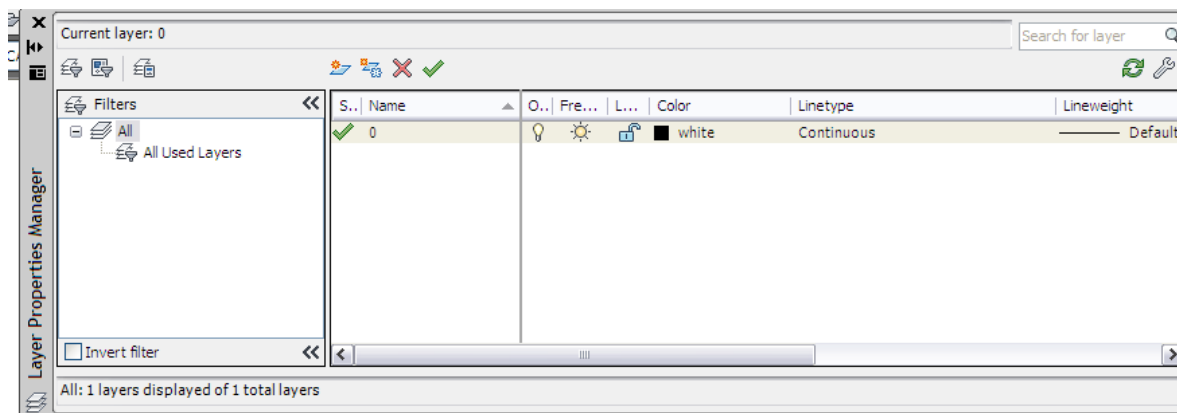 Current layer: 0
Search for layer
Filters
S.. Name O.. Fre... L... Color Linetype Lineweight
All
0 white Continuous Default
All Used Layers
Layer Properties Manager
Invert filter
All: 1 layers displayed of 1 total layers